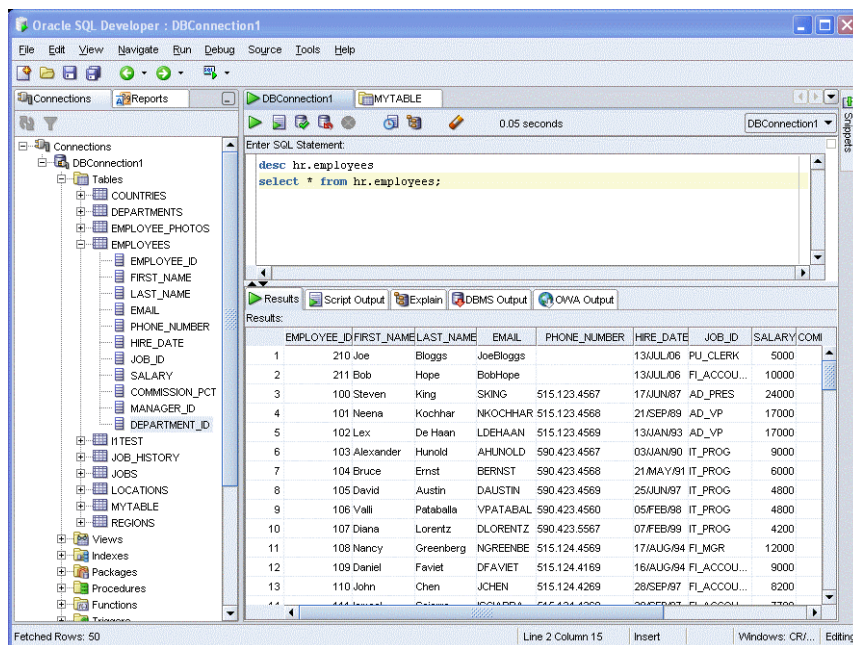 Oracle SQL Developer : DBConnection1
File Edit View Navigate Run Debug Source Tools Help
Connections Reports
Connections
DBConnection1
Tables
COUNTRIES
DEPARTMENTS
EMPLOYEE_PHOTOS
EMPLOYEES
EMPLOYEE_ID
FIRST_NAME
LAST_NAME
EMAIL
PHONE_NUMBER
HIRE_DATE
JOB_ID
SALARY
COMMISSION_PCT
MANAGER_ID
DEPARTMENT_ID
I1TEST
JOB_HISTORY
JOBS
LOCATIONS
MYTABLE
REGIONS
Views
Indexes
Packages
Procedures
Functions
Triggers
DBConnection1 MYTABLE
0.05 seconds DBConnection1
Snippets
Enter SQL Statement:
desc hr.employees
select * from hr.employees;
Results Script Output Explain DBMS Output OWA Output
Results:
EMPLOYEE_ID FIRST_NAME LAST_NAME EMAIL PHONE_NUMBER HIRE_DATE JOB_ID SALARY COMI
1 210 Joe Bloggs JoeBloggs 13/JUL/06 PU_CLERK 5000
2 211 Bob Hope BobHope 13/JUL/06 FI_ACCOU... 10000
3 100 Steven King SKING 515.123.4567 17/JUN/87 AD_PRES 24000
4 101 Neena Kochhar NKOCHHAR 515.123.4568 21/SEP/89 AD_VP 17000
5 102 Lex De Haan LDEHAAN 515.123.4569 13/JAN/93 AD_VP 17000
6 103 Alexander Hunold AHUNOLD 590.423.4567 03/JAN/90 IT_PROG 9000
7 104 Bruce Ernst BERNST 590.423.4568 21/MAY/91 IT_PROG 6000
8 105 David Austin DAUSTIN 590.423.4569 25/JUN/97 IT_PROG 4800
9 106 Valli Pataballa VPATABAL 590.423.4560 05/FEB/98 IT_PROG 4800
10 107 Diana Lorentz DLORENTZ 590.423.5567 07/FEB/99 IT_PROG 4200
11 108 Nancy Greenberg NGREENBE 515.124.4569 17/AUG/94 FI_MGR 12000
12 109 Daniel Faviet DFAVIET 515.124.4169 16/AUG/94 FI_ACCOU... 9000
13 110 John Chen JCHEN 515.124.4269 28/SEP/97 FI_ACCOU... 8200
Fetched Rows: 50 Line 2 Column 15 Insert Windows: CR/... Editing